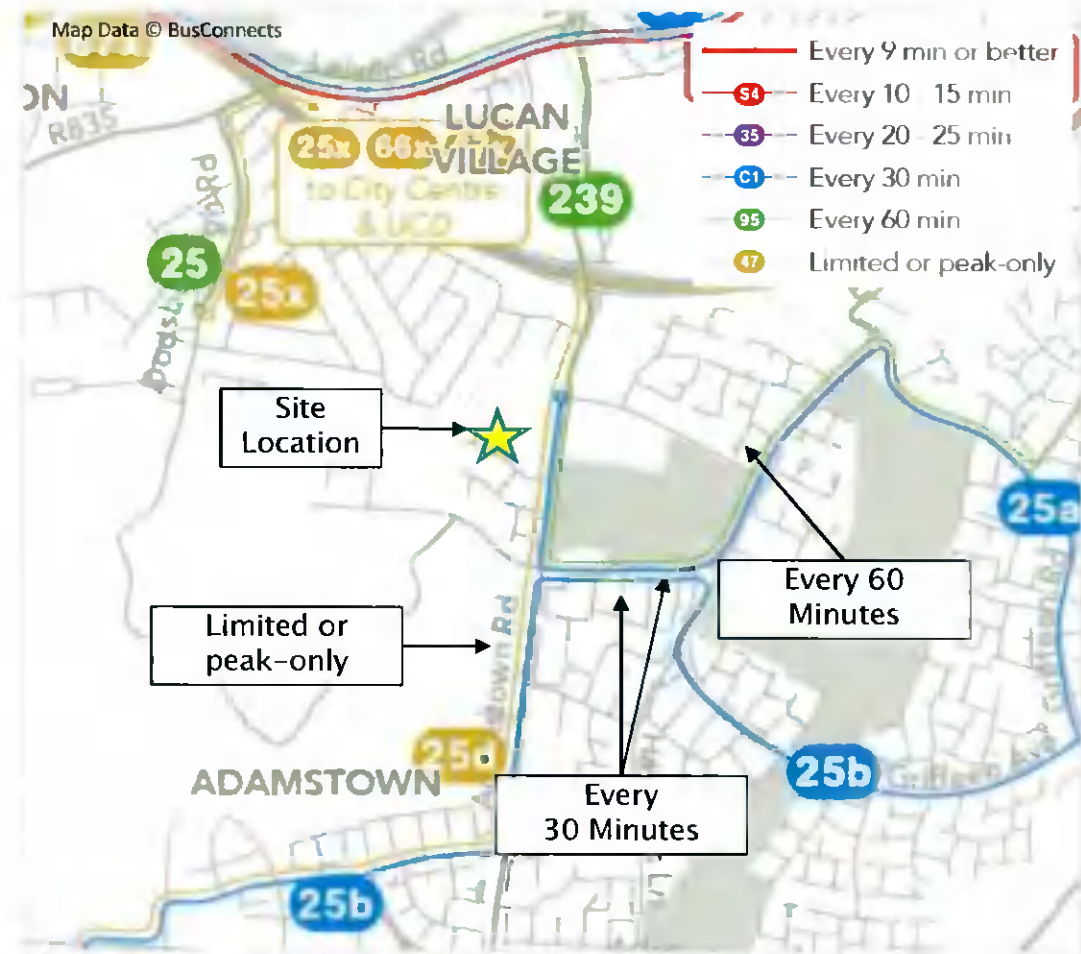 Map Data © BusConnects
Every 9 min or better
S4 Every 10 - 15 min
35 Every 20 - 25 min
C1 Every 30 min
95 Every 60 min
47 Limited or peak-only
R835
LUCAN
VILLAGE
25x
to City Centre
& UCD
239
25
25x
Site
Location
25a
Every 60
Minutes
Limited or
peak-only
Rd
ADAMSTOWN
25b
Every
30 Minutes
25b